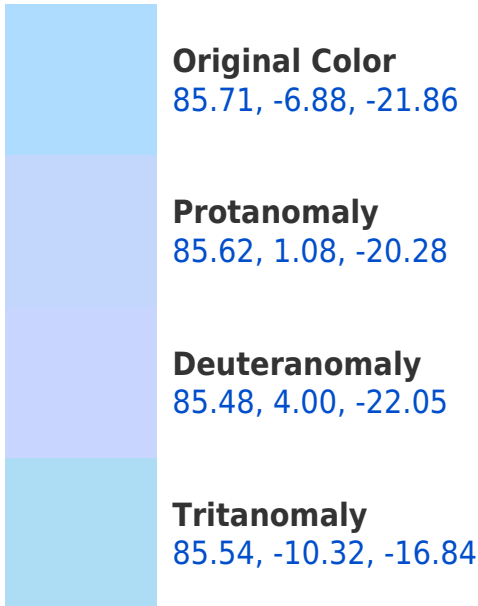 Original Color
85.71, -6.88, -21.86
Protanomaly
85.62, 1.08, -20.28
Deuteranomaly
85.48, 4.00, -22.05
Tritanomaly
85.54, -10.32, -16.84